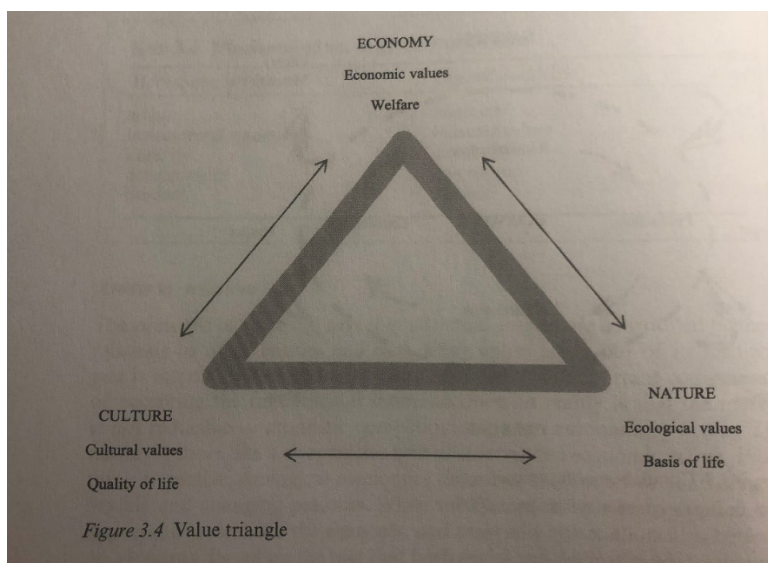 ECONOMY
Economic values
Welfare
CULTURE
Cultural values
Quality of life
NATURE
Ecological values
Basis of life
Figure 3.4 Value triangle